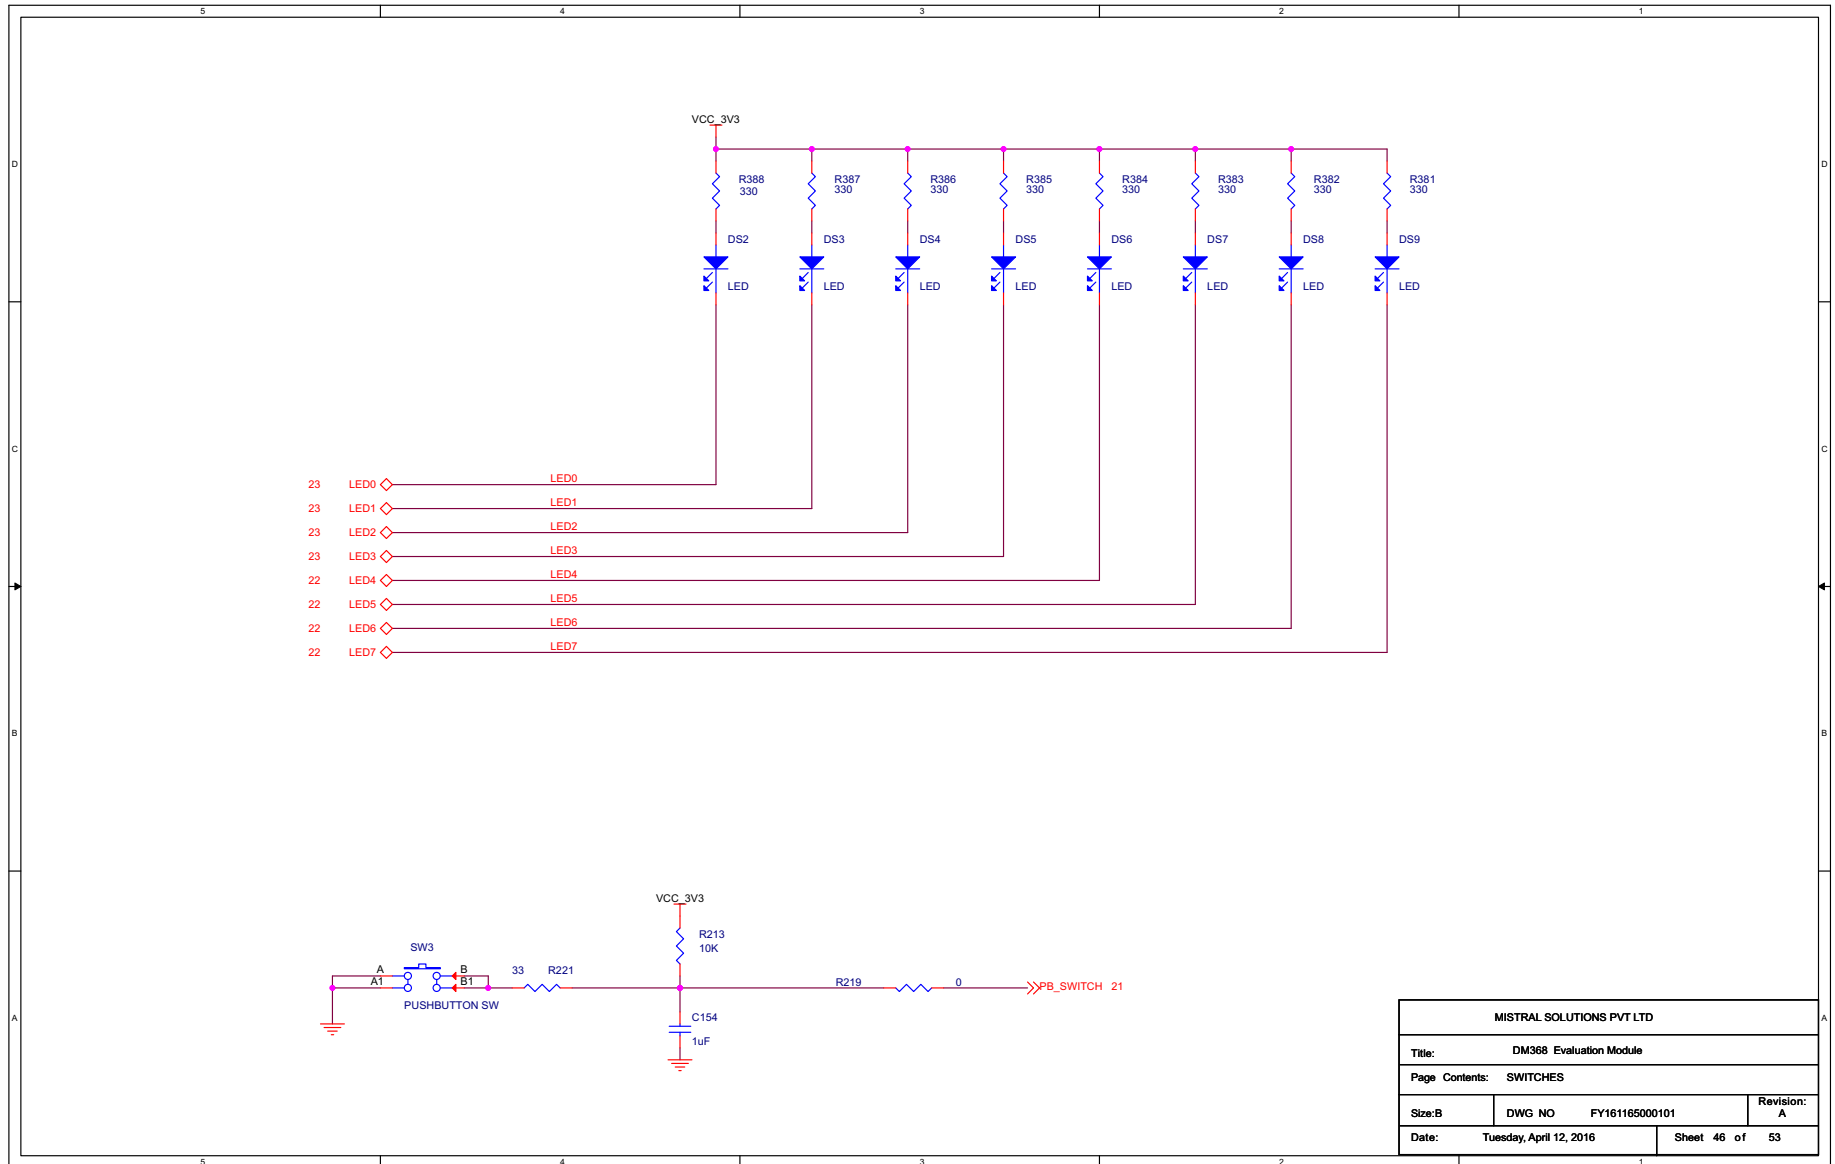 5 4 3 2 1
VCC_3V3
D D
R388 R387 R386 R385 R384 R383 R382 R381
330 330 330 330 330 330 330 330
DS2 DS3 DS4 DS5 DS6 DS7 DS8 DS9
LED LED LED LED LED LED LED LED
C C
23 LED0 LED0
23 LED1 LED1
23 LED2 LED2
23 LED3 LED3
22 LED4 LED4
22 LED5 LED5
22 LED6 LED6
22 LED7 LED7
B B
VCC_3V3
R213
10K
SW3
A B
A1 B1
33 R221
R219 0
PB_SWITCH 21
PUSHBUTTON SW
C154
1uF
A A
MISTRAL SOLUTIONS PVT LTD
Title: DM368 Evaluation Module
Page Contents: SWITCHES
Size:B DWG NO FY161165000101 Revision:
A
Date: Tuesday, April 12, 2016 Sheet 46 of 53
5 4 3 2 1